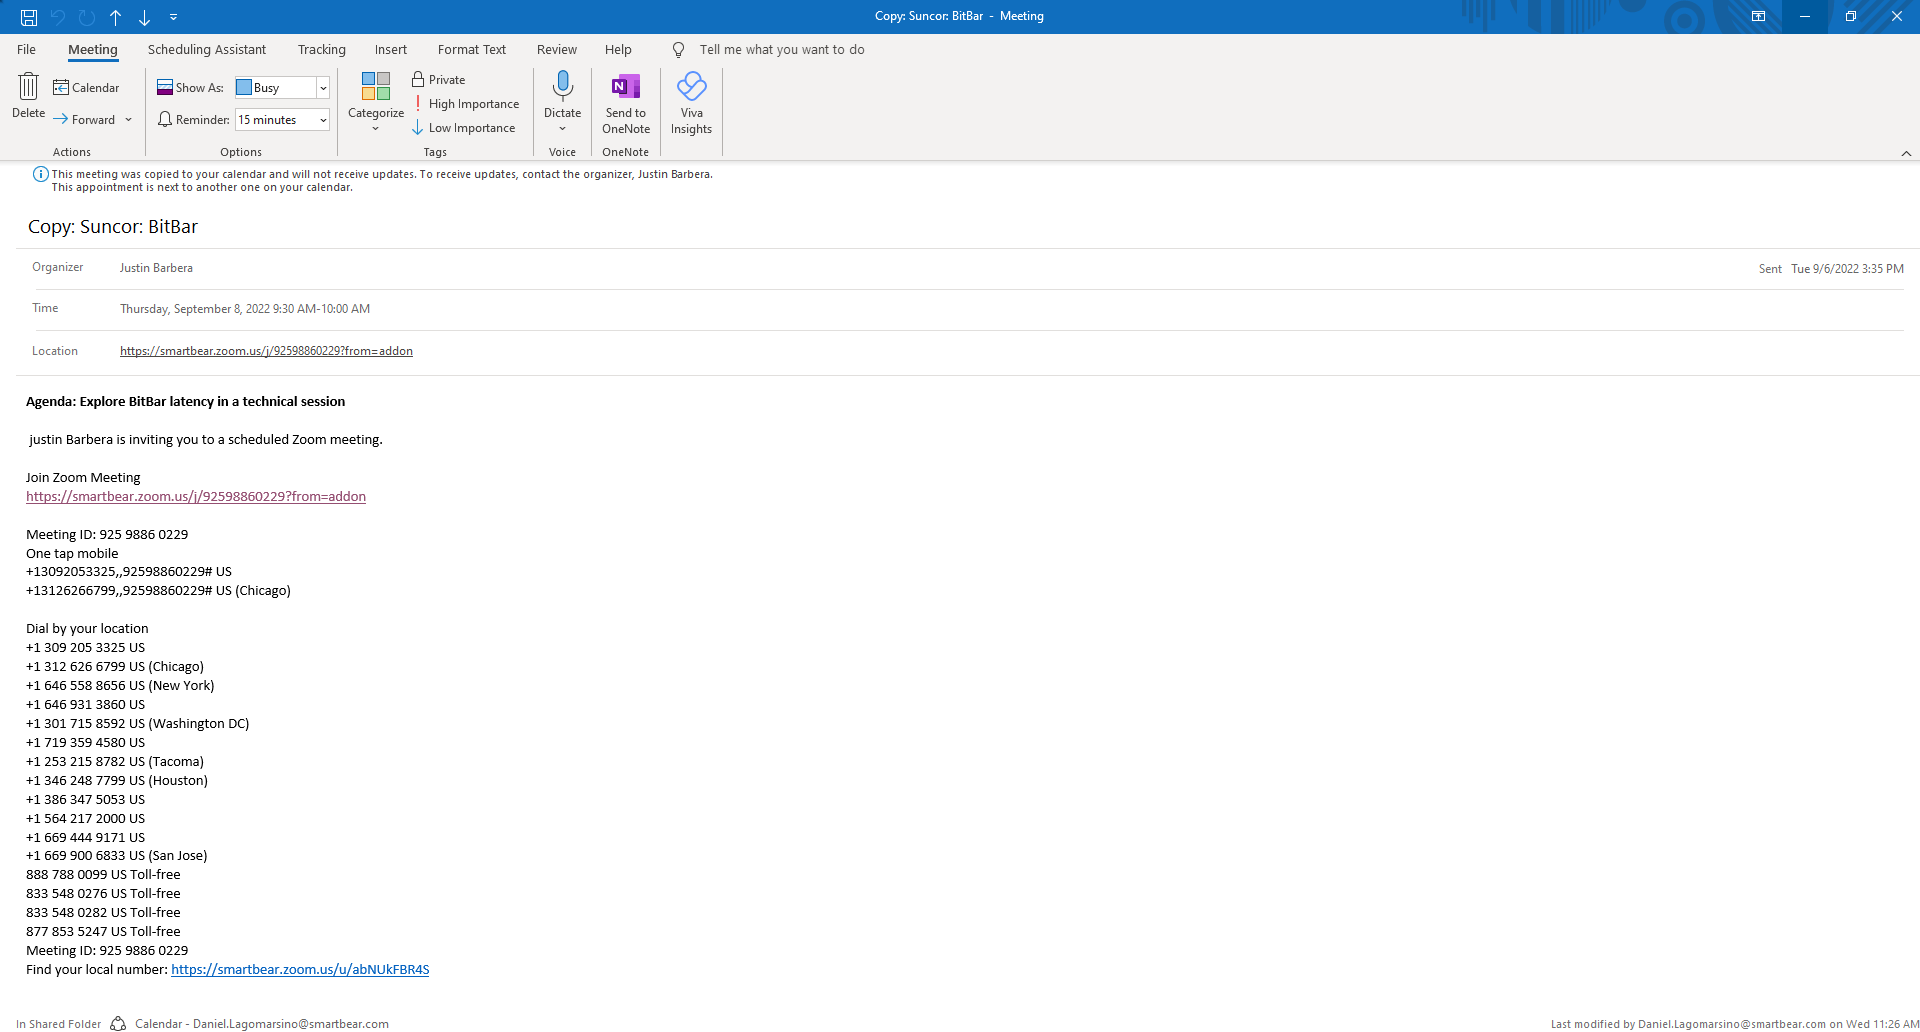 Copy: Suncor: BitBar - Meeting
File Meeting Scheduling Assistant Tracking Insert Format Text Review Help Tell me what you want to do
Delete
Calendar
Forward
Actions
Show As: Busy
Reminder: 15 minutes
Options
Categorize
Private
High Importance
Low Importance
Tags
Dictate
Voice
N
Send to
OneNote
OneNote
Viva
Insights
This meeting was copied to your calendar and will not receive updates. To receive updates, contact the organizer, Justin Barbera.
This appointment is next to another one on your calendar.
Copy: Suncor: BitBar
Organizer Justin Barbera Sent Tue 9/6/2022 3:35 PM
Time Thursday, September 8, 2022 9:30 AM-10:00 AM
Location https://smartbear.zoom.us/j/92598860229?from=addon
Agenda: Explore BitBar latency in a technical session
justin Barbera is inviting you to a scheduled Zoom meeting.
Join Zoom Meeting
https://smartbear.zoom.us/j/92598860229?from=addon
Meeting ID: 925 9886 0229
One tap mobile
+13092053325,,92598860229# US
+13126266799,,92598860229# US (Chicago)
Dial by your location
+1 309 205 3325 US
+1 312 626 6799 US (Chicago)
+1 646 558 8656 US (New York)
+1 646 931 3860 US
+1 301 715 8592 US (Washington DC)
+1 719 359 4580 US
+1 253 215 8782 US (Tacoma)
+1 346 248 7799 US (Houston)
+1 386 347 5053 US
+1 564 217 2000 US
+1 669 444 9171 US
+1 669 900 6833 US (San Jose)
888 788 0099 US Toll-free
833 548 0276 US Toll-free
833 548 0282 US Toll-free
877 853 5247 US Toll-free
Meeting ID: 925 9886 0229
Find your local number: https://smartbear.zoom.us/u/abNUkFBR4S
In Shared Folder Calendar - Daniel.Lagomarsino@smartbear.com Last modified by Daniel.Lagomarsino@smartbear.com on Wed 11:26 AM